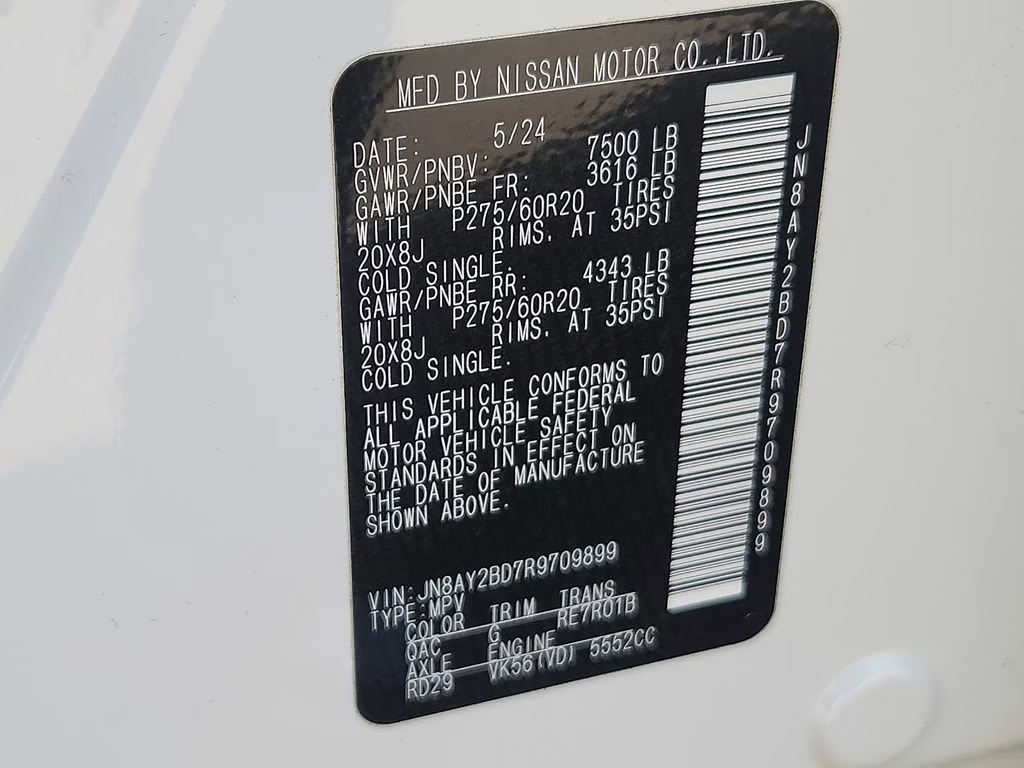 MFD BY NISSAN MOTOR CO.,LTD.
DATE: 5/24
GVWR/PNBV: 7500 LB
GAWR/PNBE FR: 3616 LB
WITH P275/60R20 TIRES
20X8J RIMS, AT 35PSI
COLD SINGLE.
GAWR/PNBE RR: 4343 LB
WITH P275/60R20 TIRES
20X8J RIMS, AT 35PSI
COLD SINGLE.
THIS VEHICLE CONFORMS TO
ALL APPLICABLE FEDERAL
MOTOR VEHICLE SAFETY
STANDARDS IN EFFECT ON
THE DATE OF MANUFACTURE
SHOWN ABOVE.
VIN:JN8AY2BD7R9709899
TYPE:MPV
COLOR TRIM TRANS
QAC G RE7R01B
AXLE ENGINE
RD29 VK56(VD) 5552CC
JN8AY2BD7R9709899